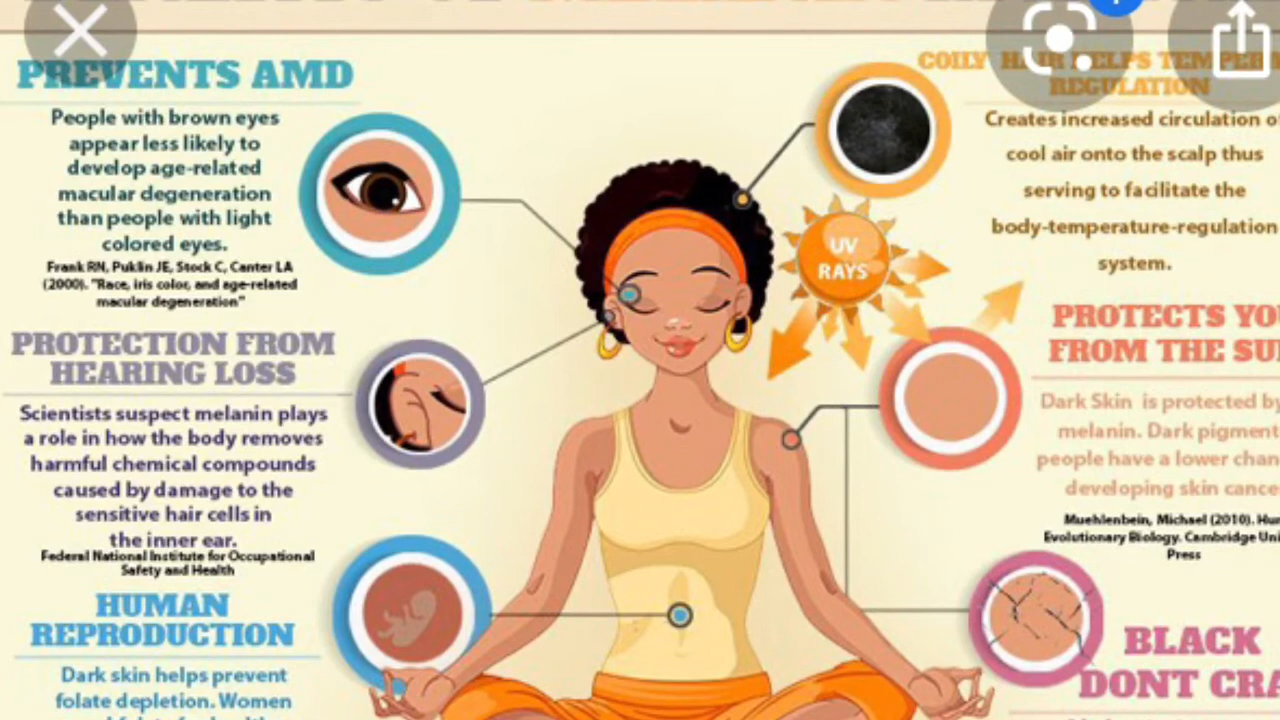 PREVENTS AMD
People with brown eyes
appear less likely to
develop age-related
macular degeneration
than people with light
colored eyes.
Frank RN, Puklin JE, Stock C, Canter LA
(2000). "Race, iris color, and age-related
macular degeneration"
PROTECTION FROM
HEARING LOSS
Scientists suspect melanin plays
a role in how the body removes
harmful chemical compounds
caused by damage to the
sensitive hair cells in
the inner ear.
Federal National Institute for Occupational
Safety and Health
HUMAN
REPRODUCTION
Dark skin helps prevent
folate depletion. Women
UV
RAYS
COILY HAIR HELPS TEMPER
REGULATION
Creates increased circulation of
cool air onto the scalp thus
serving to facilitate the
body-temperature-regulation
system.
PROTECTS YO
FROM THE SU
Dark Skin is protected by
melanin. Dark pigment
people have a lower chan
developing skin cance
Muehlenbein, Michael (2010). Hu
Evolutionary Biology. Cambridge Uni
Press
BLACK
DONT CRA